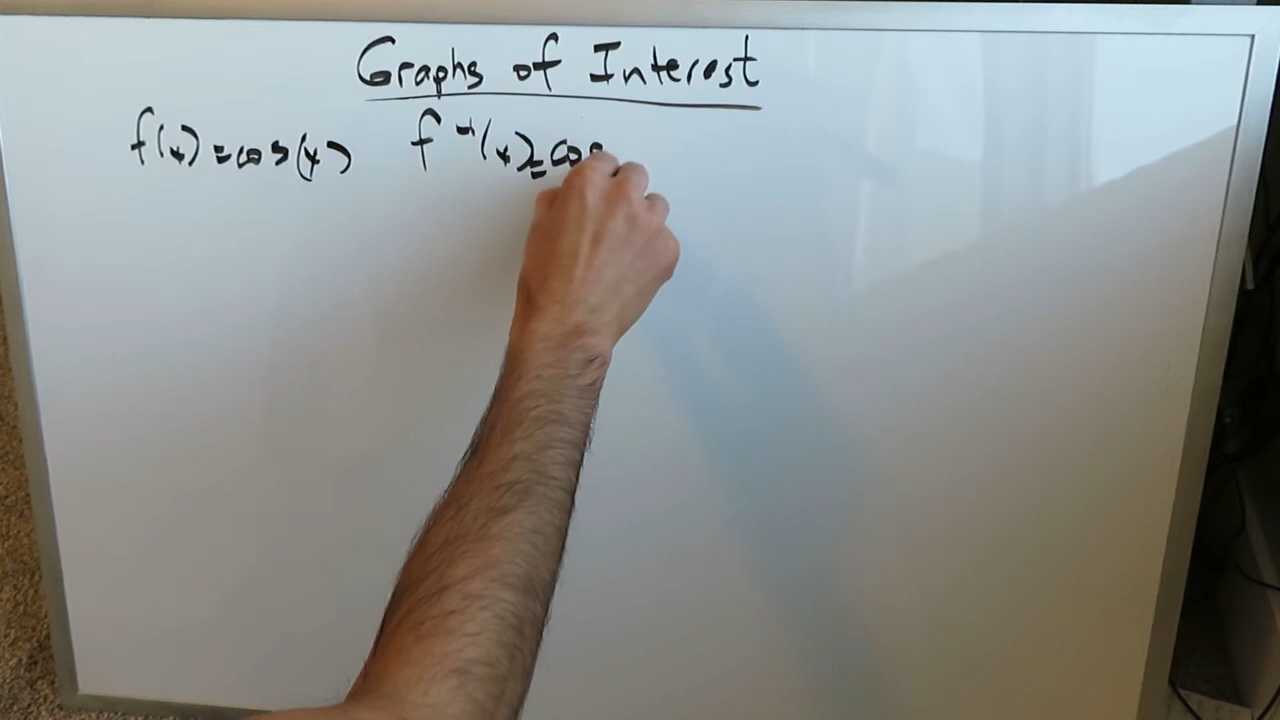 Graphs of Interest
f(x) = cos(x) f⁻¹(x) = cos